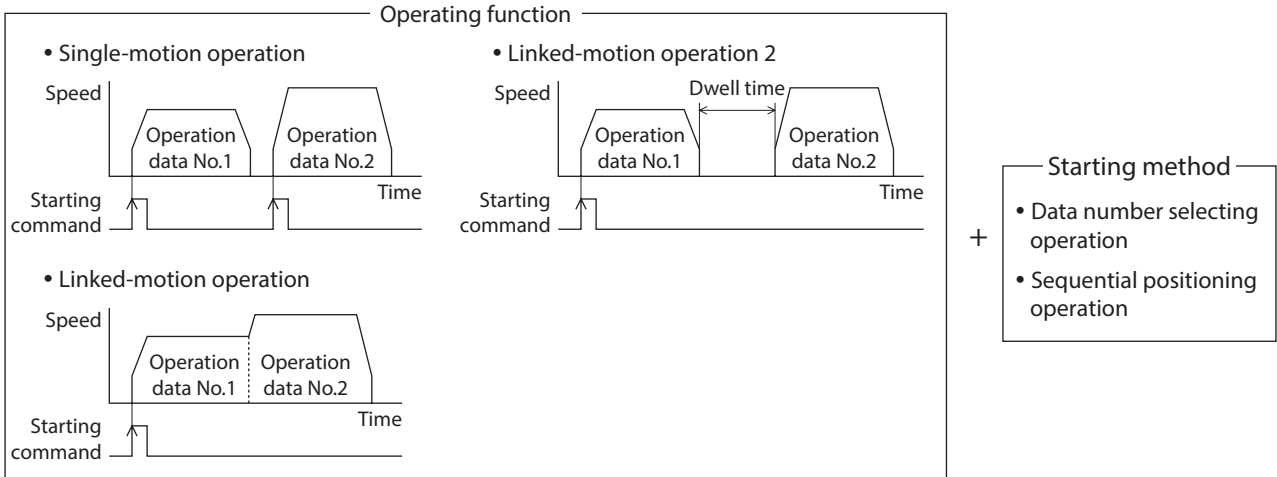 Operating function
• Single-motion operation
Speed
Operation
data No.1
Operation
data No.2
Time
Starting
command
• Linked-motion operation 2
Speed
Dwell time
Operation
data No.1
Operation
data No.2
Time
Starting
command
• Linked-motion operation
Speed
Operation
data No.1
Operation
data No.2
Time
Starting
command
+
Starting method
• Data number selecting
operation
• Sequential positioning
operation